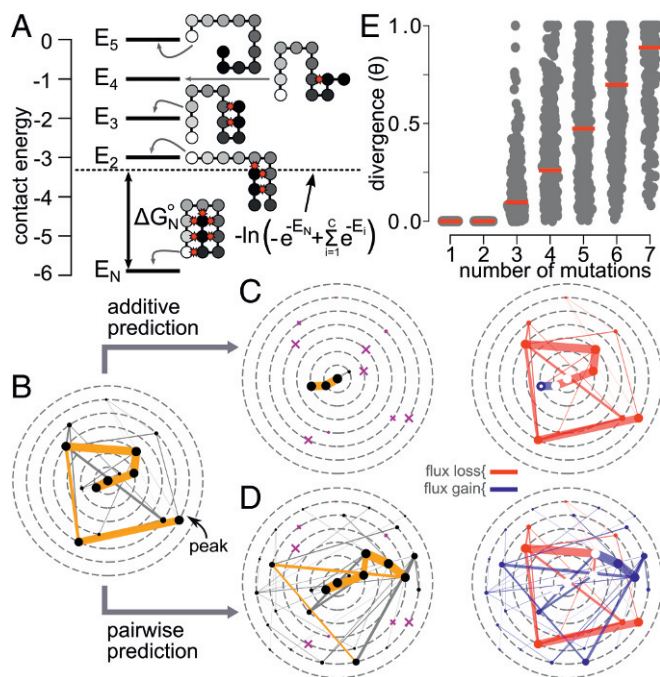 A
0
-1
-2
-3
-4
-5
-6
contact energy
E5
E4
E3
E2
EN
ΔG°N
-ln(-e^-EN + Σ^C_i=1 e^-Ei)
E
1.0
0.5
0.0
divergence (θ)
1 2 3 4 5 6 7
number of mutations
additive
prediction
C
B
peak
flux loss{
flux gain{
D
pairwise
prediction